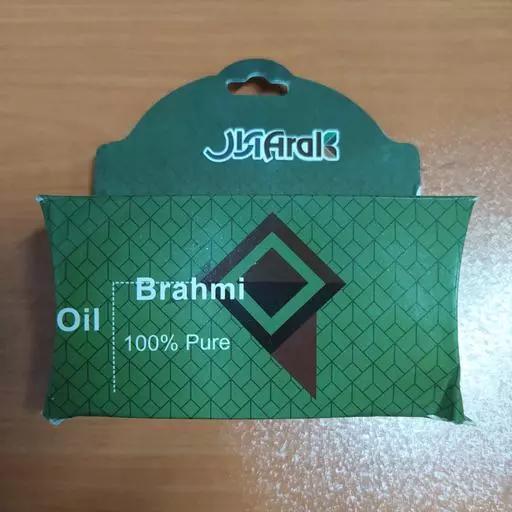 آرال Aral
Brahmi
Oil
100% Pure